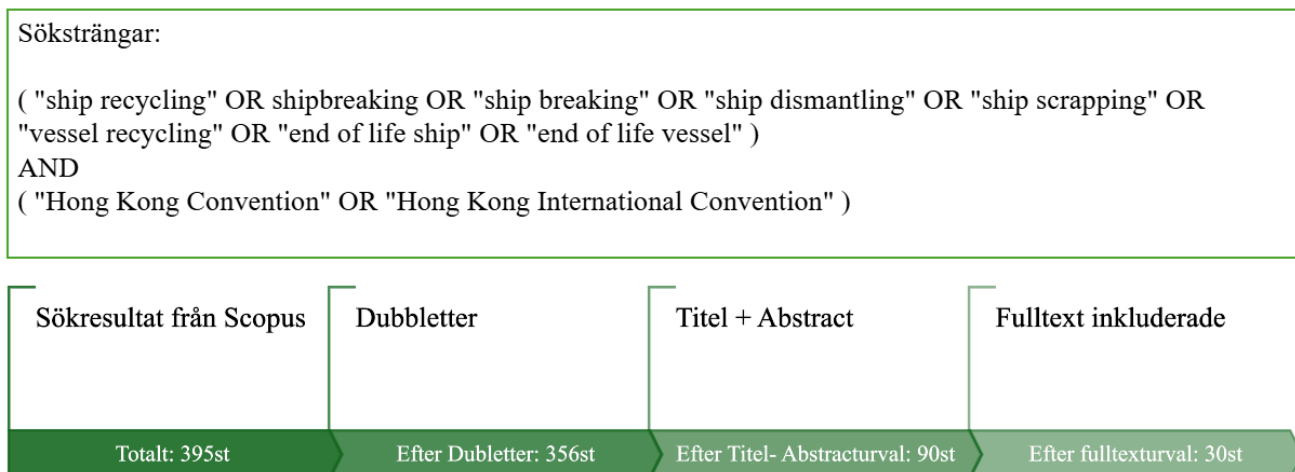 Söksträngar:
( "ship recycling" OR shipbreaking OR "ship breaking" OR "ship dismantling" OR "ship scrapping" OR
"vessel recycling" OR "end of life ship" OR "end of life vessel" )
AND
( "Hong Kong Convention" OR "Hong Kong International Convention" )
Sökresultat från Scopus
Dubbletter
Titel + Abstract
Fulltext inkluderade
Totalt: 395st
Efter Dubletter: 356st
Efter Titel- Abstracturval: 90st
Efter fulltexturval: 30st